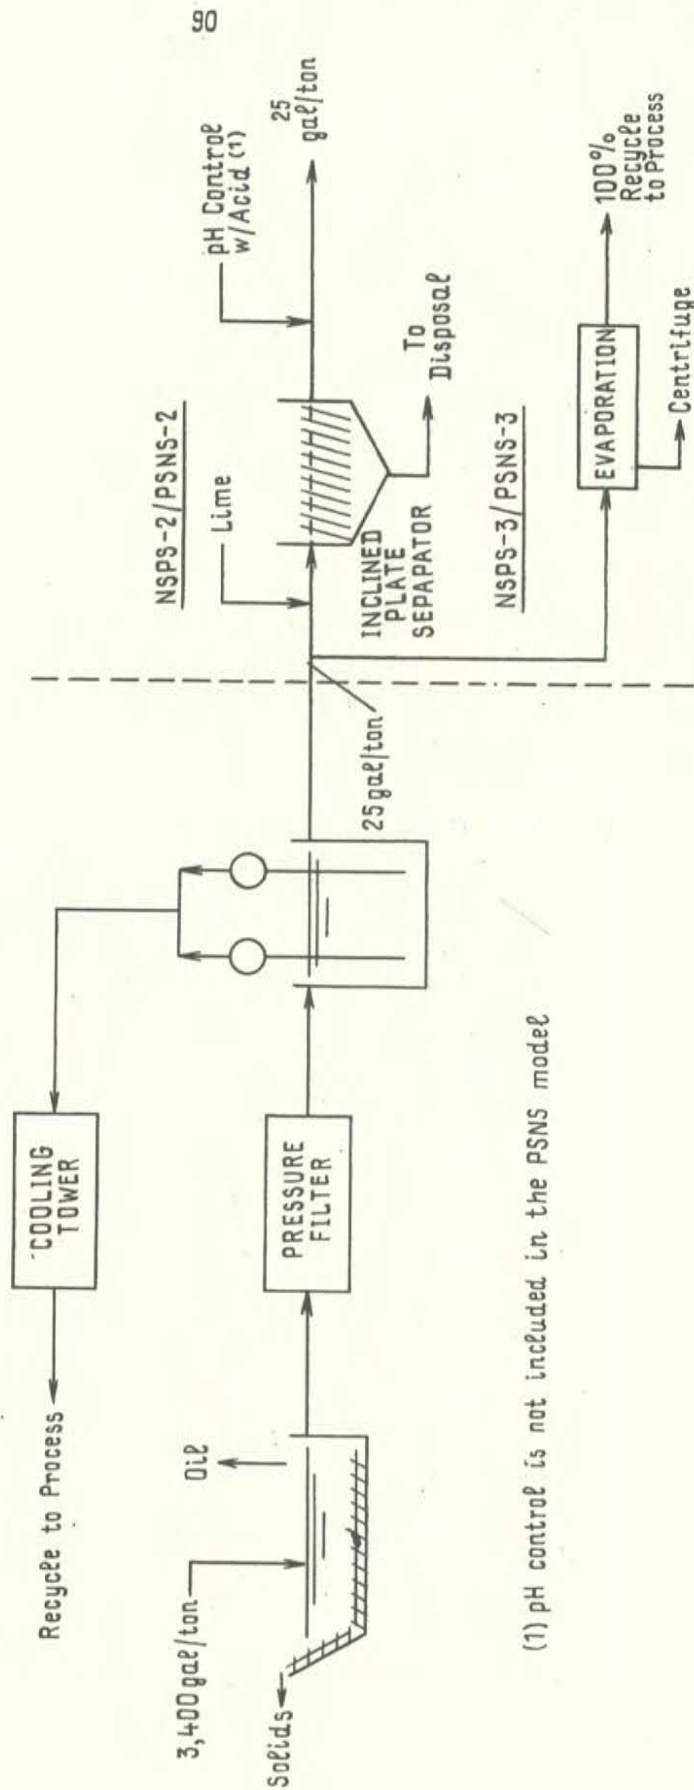 90
Recycle to Process
COOLING
TOWER
3,400 gal/ton
Oil
Solids
PRESSURE
FILTER
25 gal/ton
NSPS-2/PSNS-2
Lime
pH Control
w/Acid (1)
25
gal/ton
INCLINED
PLATE
SEPAPATOR
To
Disposal
NSPS-3/PSNS-3
EVAPORATION
100%
Recycle
to Process
Centrifuge
(1) pH control is not included in the PSNS model